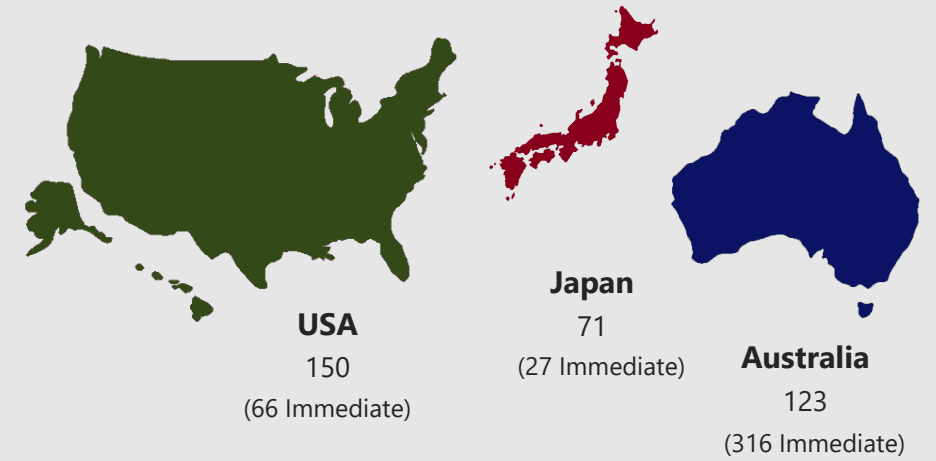 USA
150
(66 Immediate)
Japan
71
(27 Immediate)
Australia
123
(316 Immediate)